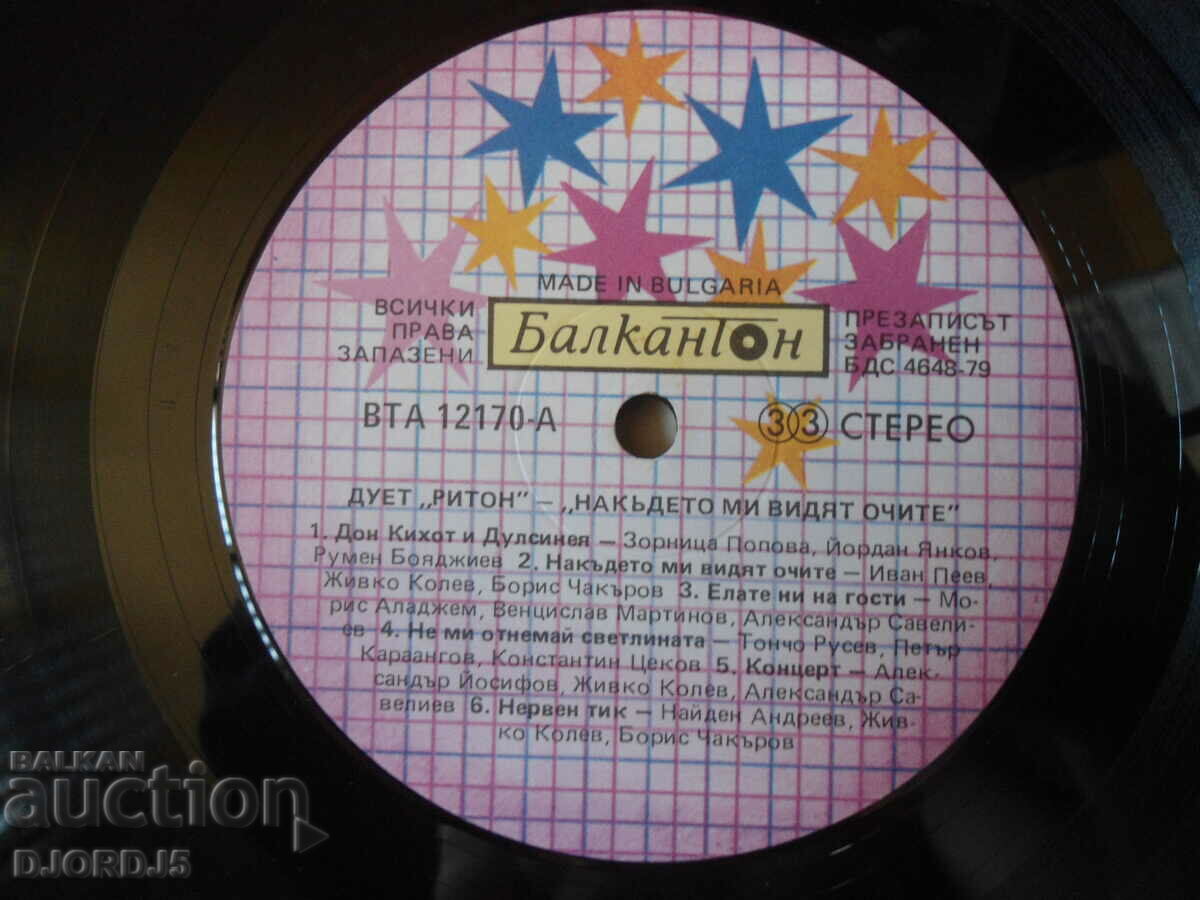 MADE IN BULGARIA
ВСИЧКИ
ПРАВА
ЗАПАЗЕНИ
Балкантон
ПРЕЗАПИСЪТ
ЗАБРАНЕН
БДС 4648-79
ВТА 12170-А
33 СТЕРЕО
ДУЕТ „РИТОН" – „НАКЪДЕТО МИ ВИДЯТ ОЧИТЕ"
1. Дон Кихот и Дулсинея – Зорница Попова, Йордан Янков,
Румен Бояджиев 2. Накъдето ми видят очите – Иван Пеев,
Живко Колев, Борис Чакъров 3. Елате ни на гости – Мо-
рис Аладжем, Венцислав Мартинов, Александър Савели-
ев 4. Не ми отнемай светлината – Тончо Русев, Петър
Караангов, Константин Цеков 5. Концерт – Алек-
сандър Йосифов, Живко Колев, Александър Са-
велиев 6. Нервен тик – Найден Андреев, Жив-
ко Колев, Борис Чакъров
BALKAN
auction
DJORDJ5